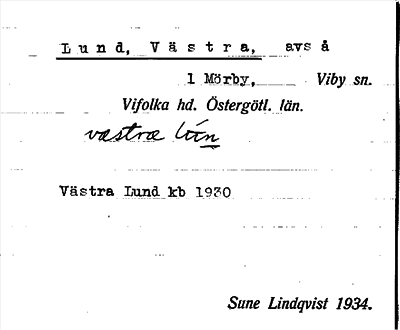 Lund, Västra, avs å
1 Mörby, Viby sn.
Vifolka hd. Östergötl. län.
västra lún
Västra Lund kb 1930
Sune Lindqvist 1934.